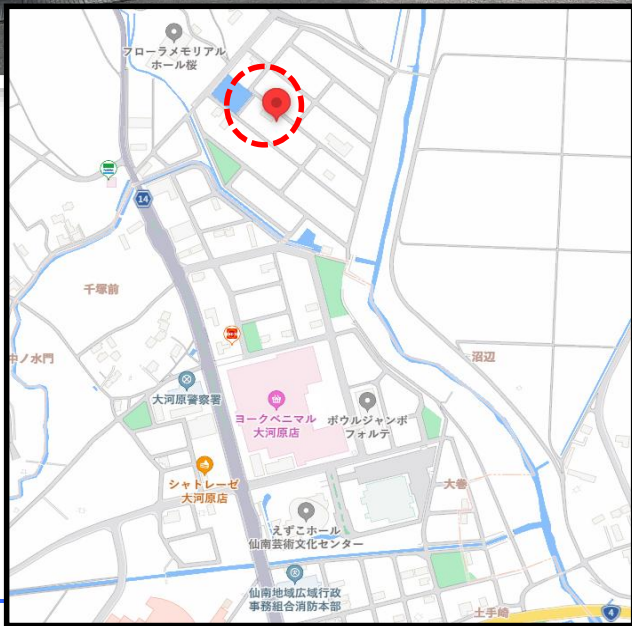 フローラメモリアル
ホール桜
14
千塚前
中ノ水門
沼辺
大河原警察署
ヨークベニマル
大河原店
ボウルジャンボ
フォルテ
シャトレーゼ
大河原店
大巻
えずこホール
仙南芸術文化センター
仙南地域広域行政
事務組合消防本部
土手崎
4